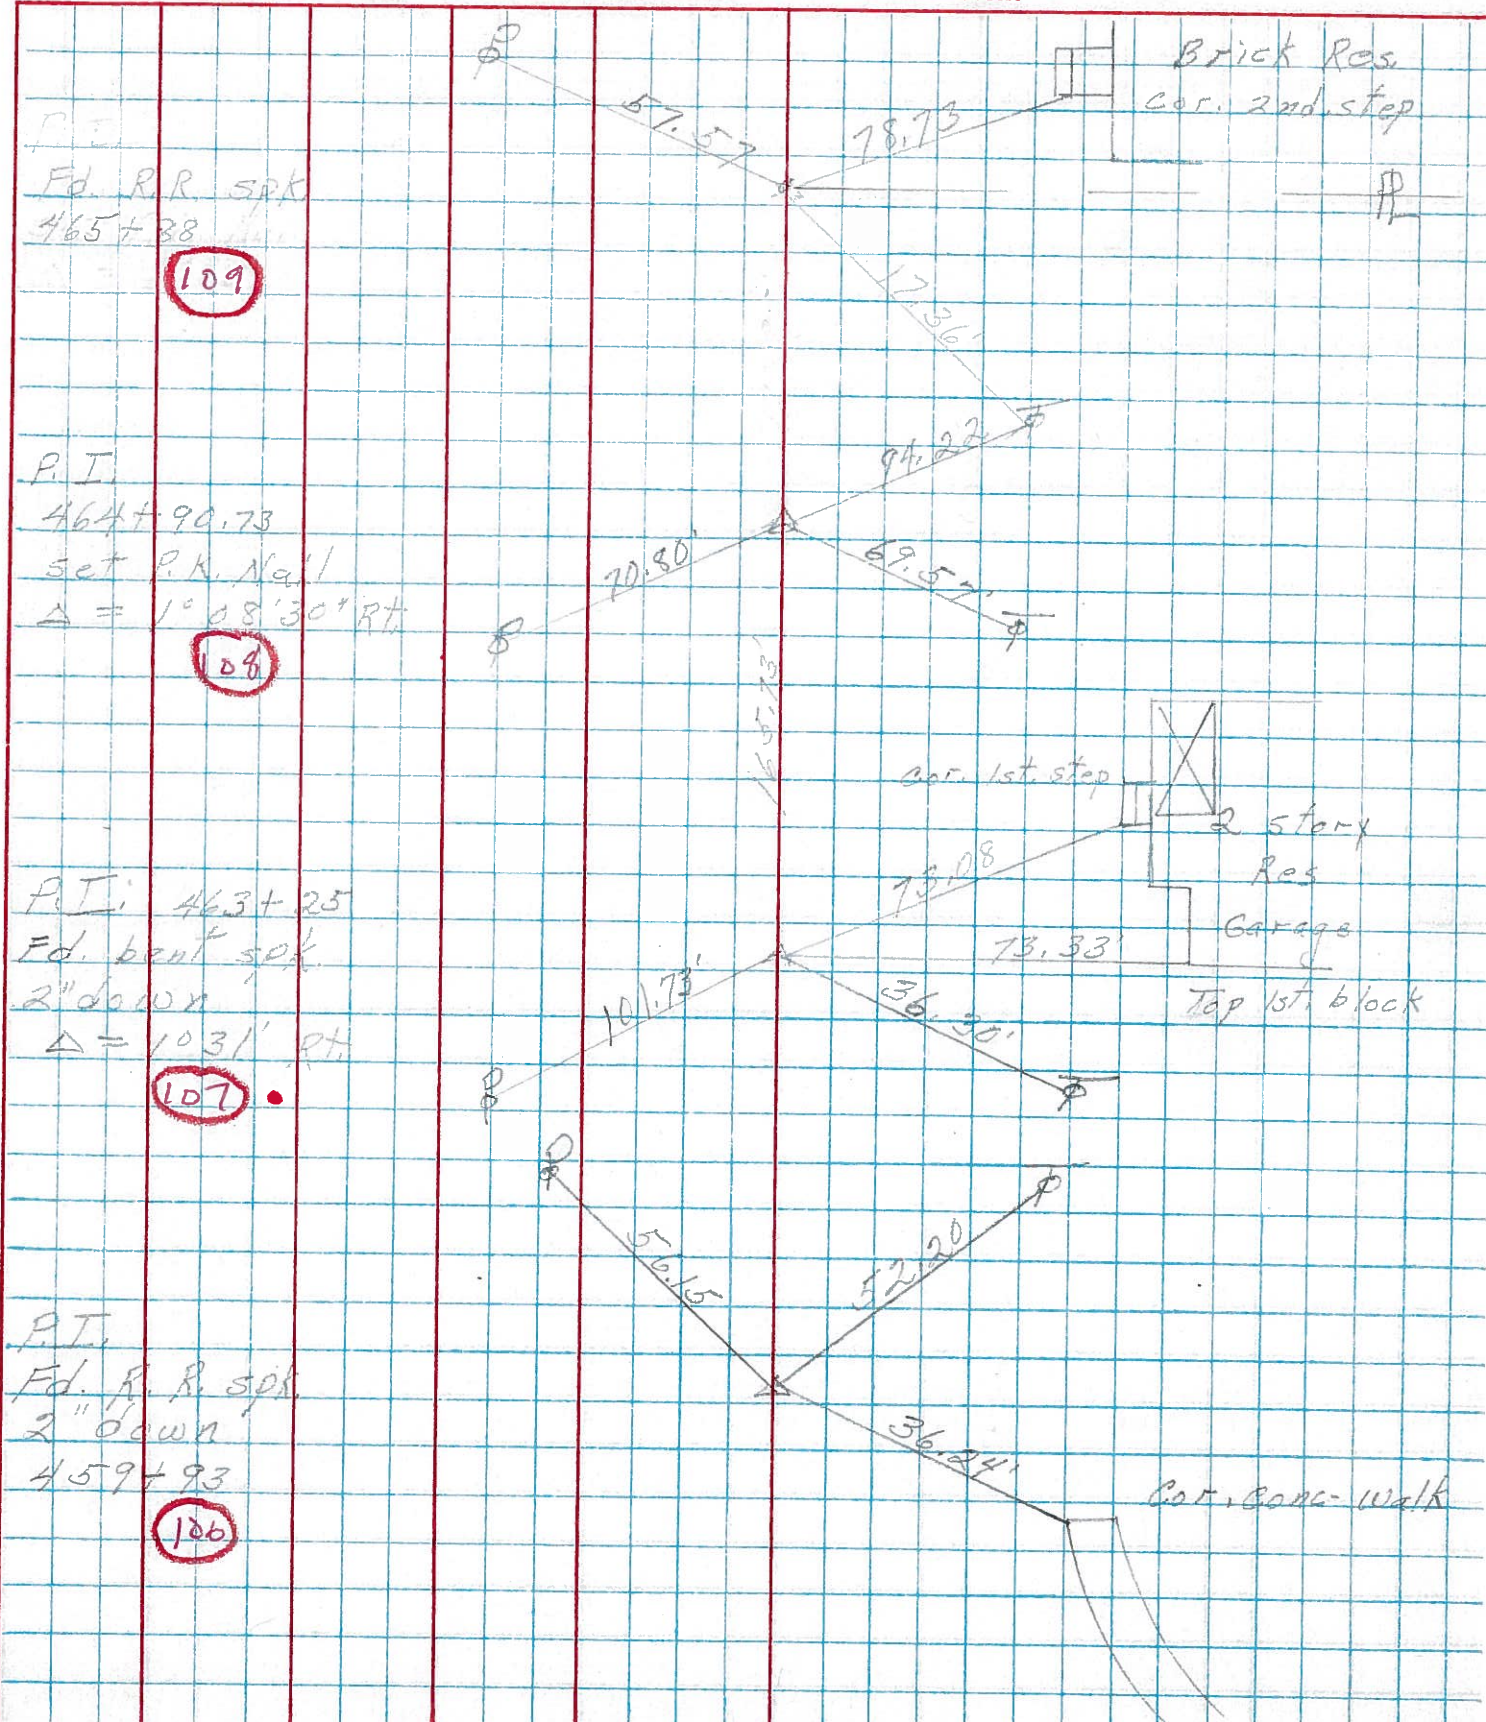 Brick Res.
cor. 2nd. step
57.57
78.73
P.I.
Fd. R.R. spk.
465+38
109
PL
17.36'
94.22
P.I.
464+90.73
set P.K. Nail
Δ = 1°08'30" Rt.
108
70.80'
69.57
165.73'
cor. 1st. step
2 story
Res
73.08
Garage
73.33'
Top 1st. block
P.I. 463+25
Fd. bent spk.
2" down
Δ = 1°31' Rt.
107
101.73'
36.30'
56.15
52.20
P.I.
Fd. R.R. spk.
2" down
459+93
106
36.24'
Cor. Conc. Walk